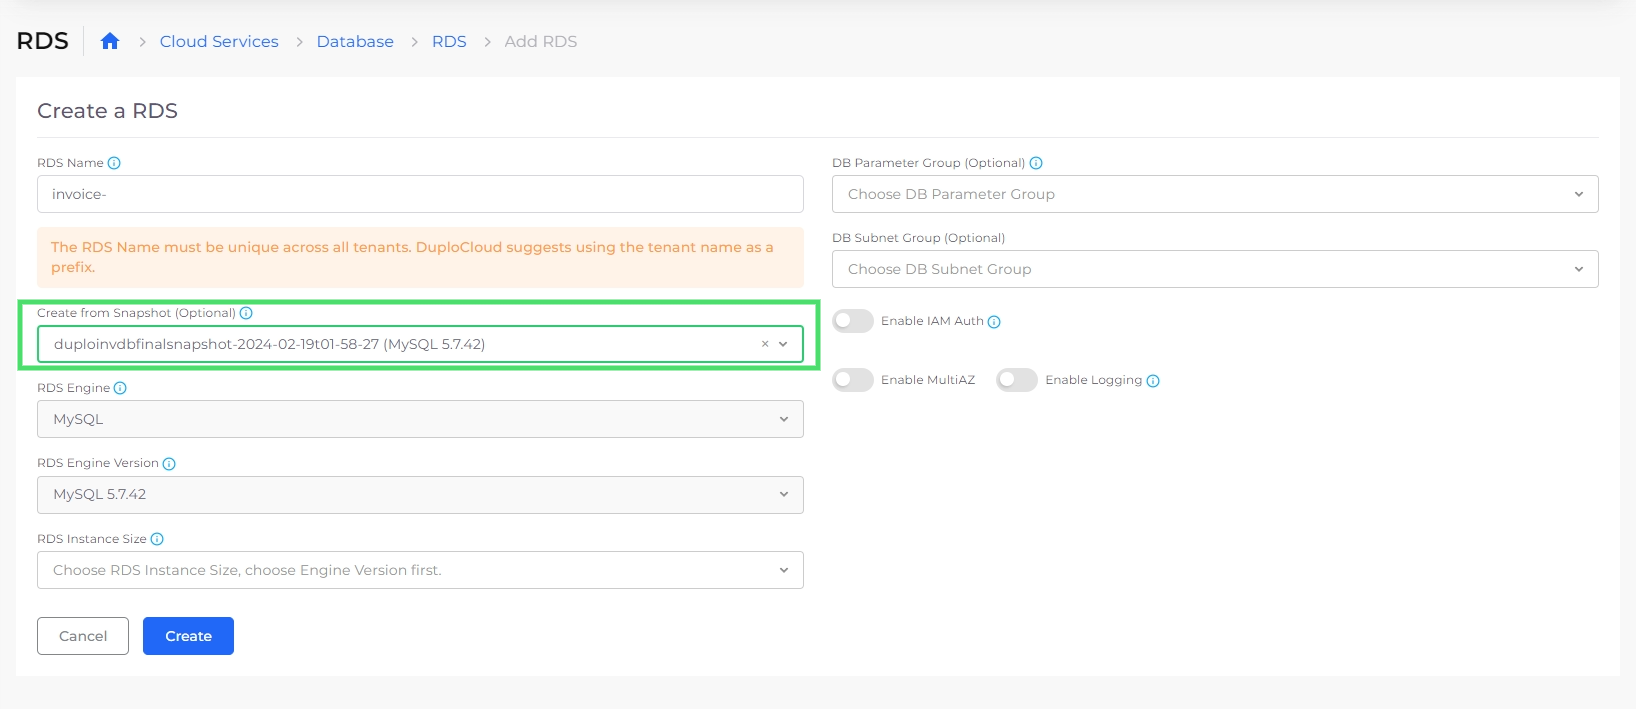 RDS
Cloud Services > Database > RDS > Add RDS
Create a RDS
RDS Name
invoice-
The RDS Name must be unique across all tenants. DuploCloud suggests using the tenant name as a
prefix.
Create from Snapshot (Optional)
duploinvdbfinalsnapshot-2024-02-19t01-58-27 (MySQL 5.7.42)
RDS Engine
MySQL
RDS Engine Version
MySQL 5.7.42
RDS Instance Size
Choose RDS Instance Size, choose Engine Version first.
Cancel
Create
DB Parameter Group (Optional)
Choose DB Parameter Group
DB Subnet Group (Optional)
Choose DB Subnet Group
Enable IAM Auth
Enable MultiAZ
Enable Logging